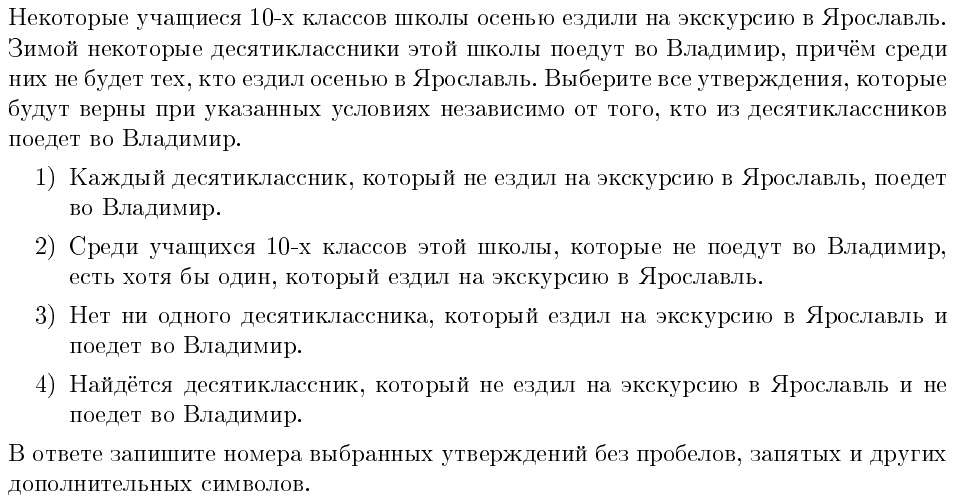 Некоторые учащиеся 10-х классов школы осенью ездили на экскурсию в Ярославль.
Зимой некоторые десятиклассники этой школы поедут во Владимир, причём среди
них не будет тех, кто ездил осенью в Ярославль. Выберите все утверждения, которые
будут верны при указанных условиях независимо от того, кто из десятиклассников
поедет во Владимир.
1) Каждый десятиклассник, который не ездил на экскурсию в Ярославль, поедет
во Владимир.
2) Среди учащихся 10-х классов этой школы, которые не поедут во Владимир,
есть хотя бы один, который ездил на экскурсию в Ярославль.
3) Нет ни одного десятиклассника, который ездил на экскурсию в Ярославль и
поедет во Владимир.
4) Найдётся десятиклассник, который не ездил на экскурсию в Ярославль и не
поедет во Владимир.
В ответе запишите номера выбранных утверждений без пробелов, запятых и других
дополнительных символов.